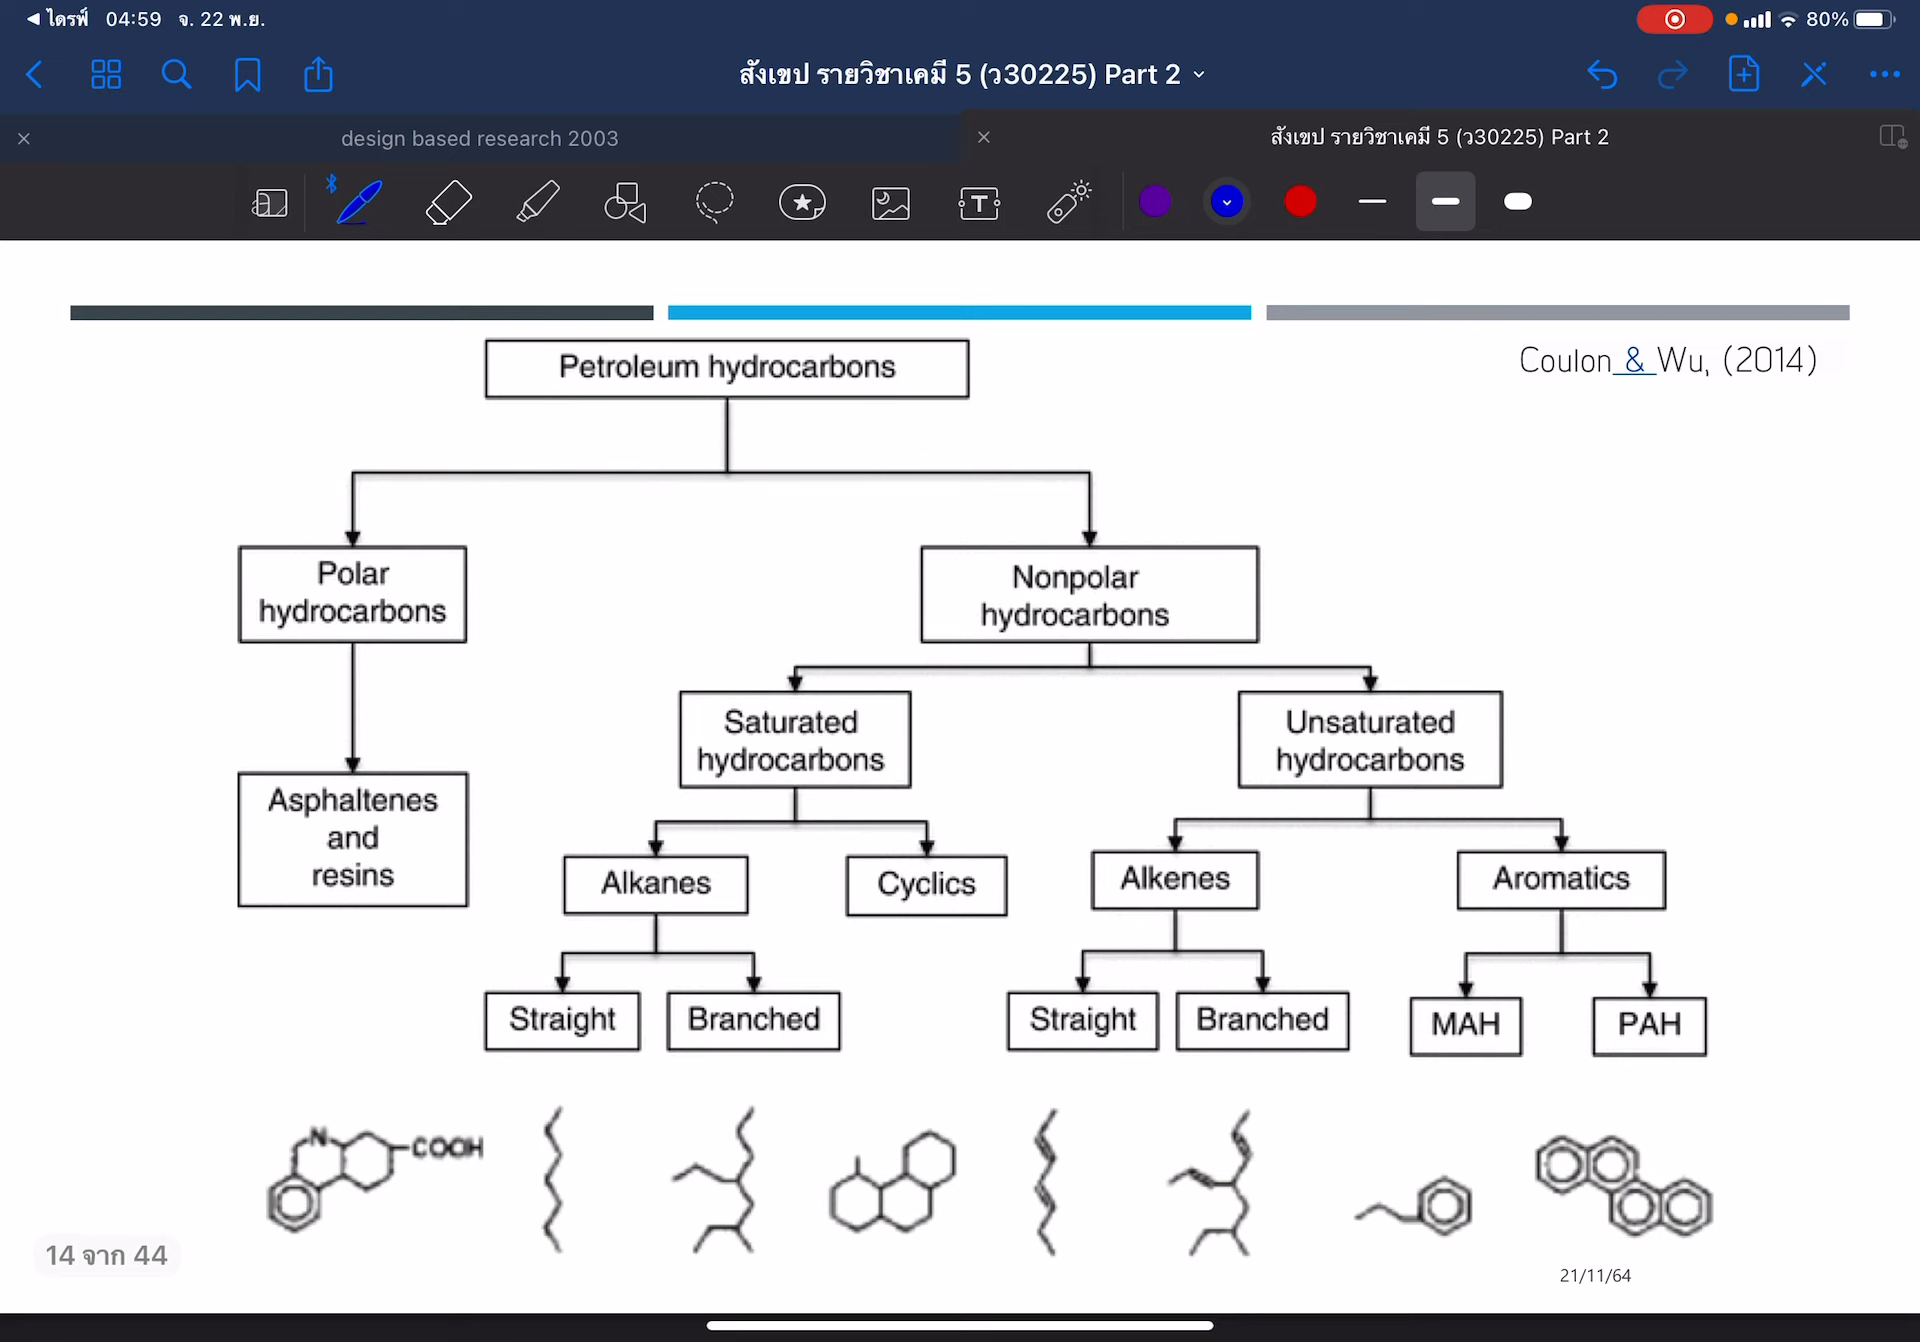 ไดรฟ์ 04:59 จ. 22 พ.ย.
80%
สังเขป รายวิชาเคมี 5 (ว30225) Part 2
design based research 2003
สังเขป รายวิชาเคมี 5 (ว30225) Part 2
T
Petroleum hydrocarbons
Coulon & Wu, (2014)
Polar
hydrocarbons
Nonpolar
hydrocarbons
Saturated
hydrocarbons
Unsaturated
hydrocarbons
Asphaltenes
and
resins
Alkanes
Cyclics
Alkenes
Aromatics
Straight
Branched
Straight
Branched
MAH
PAH
N
COOH
14 จาก 44
21/11/64